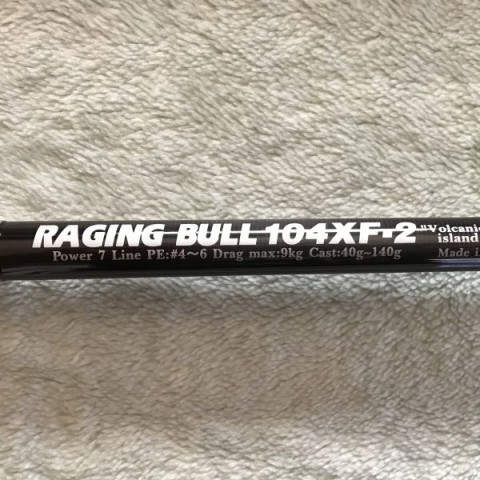 RAGING BULL 104XF-2 "Volcanic
island
Power 7 Line PE:#4~6 Drag max:9kg Cast:40g~140g Made